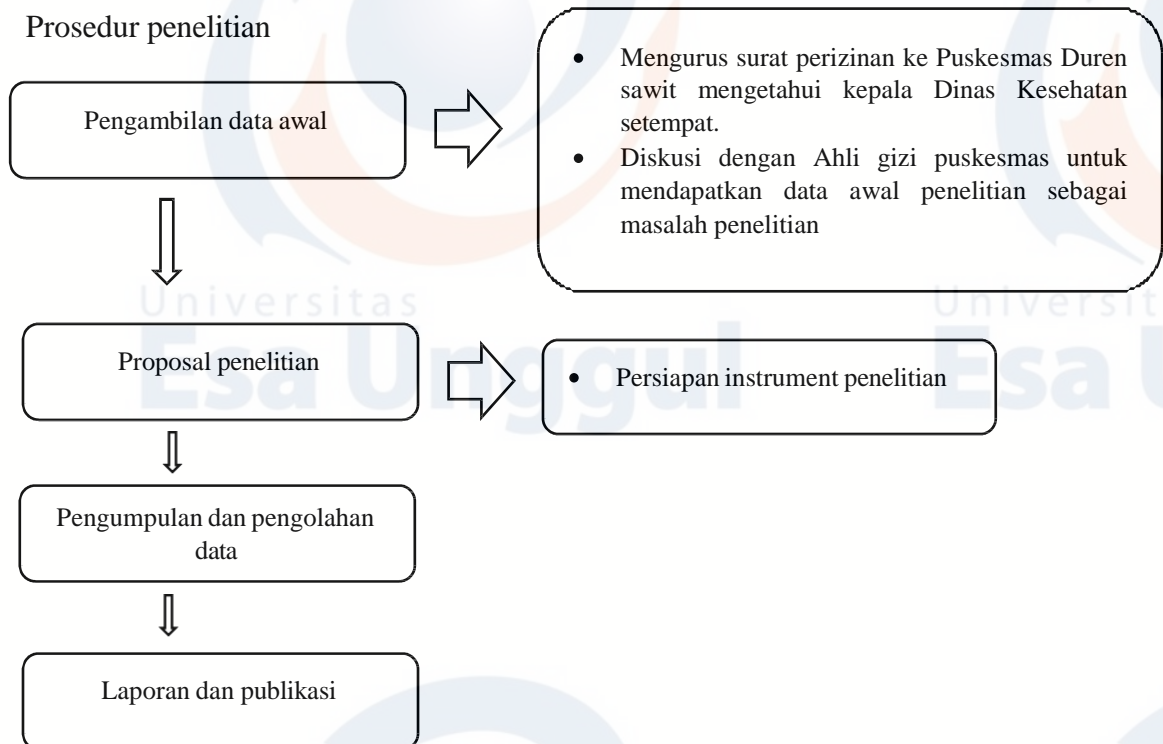 Prosedur penelitian
Pengambilan data awal
• Mengurus surat perizinan ke Puskesmas Duren
sawit mengetahui kepala Dinas Kesehatan
setempat.
• Diskusi dengan Ahli gizi puskesmas untuk
mendapatkan data awal penelitian sebagai
masalah penelitian
Universitas
Esa Unggul
Universit
Esa U
Proposal penelitian
• Persiapan instrument penelitian
Pengumpulan dan pengolahan
data
Laporan dan publikasi